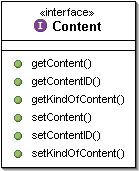 «interface»
I Content
getContent()
getContentID()
getKindOfContent()
setContent()
setContentID()
setKindOfContent()